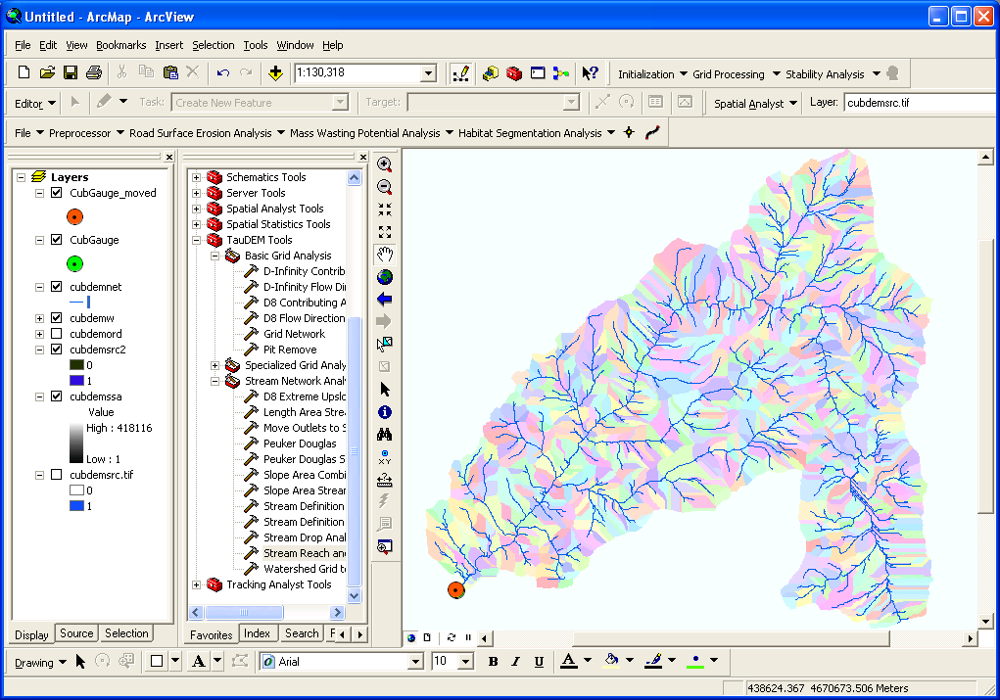 Untitled - ArcMap - ArcView
File Edit View Bookmarks Insert Selection Tools Window Help
1:130,318 Initialization Grid Processing Stability Analysis
Editor Task: Create New Feature Target: Spatial Analyst Layer: cubdemsrc.tif
File Preprocessor Road Surface Erosion Analysis Mass Wasting Potential Analysis Habitat Segmentation Analysis
Layers
CubGauge_moved
CubGauge
cubdemnet
cubdemw
cubdemord
cubdemsrc2
0
1
cubdemssa
Value
High : 418116
Low : 1
cubdemsrc.tif
0
1
Display Source Selection
Schematics Tools
Server Tools
Spatial Analyst Tools
Spatial Statistics Tools
TauDEM Tools
Basic Grid Analysis
D-Infinity Contrib
D-Infinity Flow Di
D8 Contributing A
D8 Flow Direction
Grid Network
Pit Remove
Specialized Grid Analy
Stream Network Anal
D8 Extreme Upslo
Length Area Strea
Move Outlets to S
Peuker Douglas
Peuker Douglas S
Slope Area Combi
Slope Area Stream
Stream Definition
Stream Definition
Stream Drop Anal
Stream Reach and
Watershed Grid to
Tracking Analyst Tools
Favorites Index Search F
XY
Drawing A Arial 10 B I U A
438624.367 4670673.506 Meters